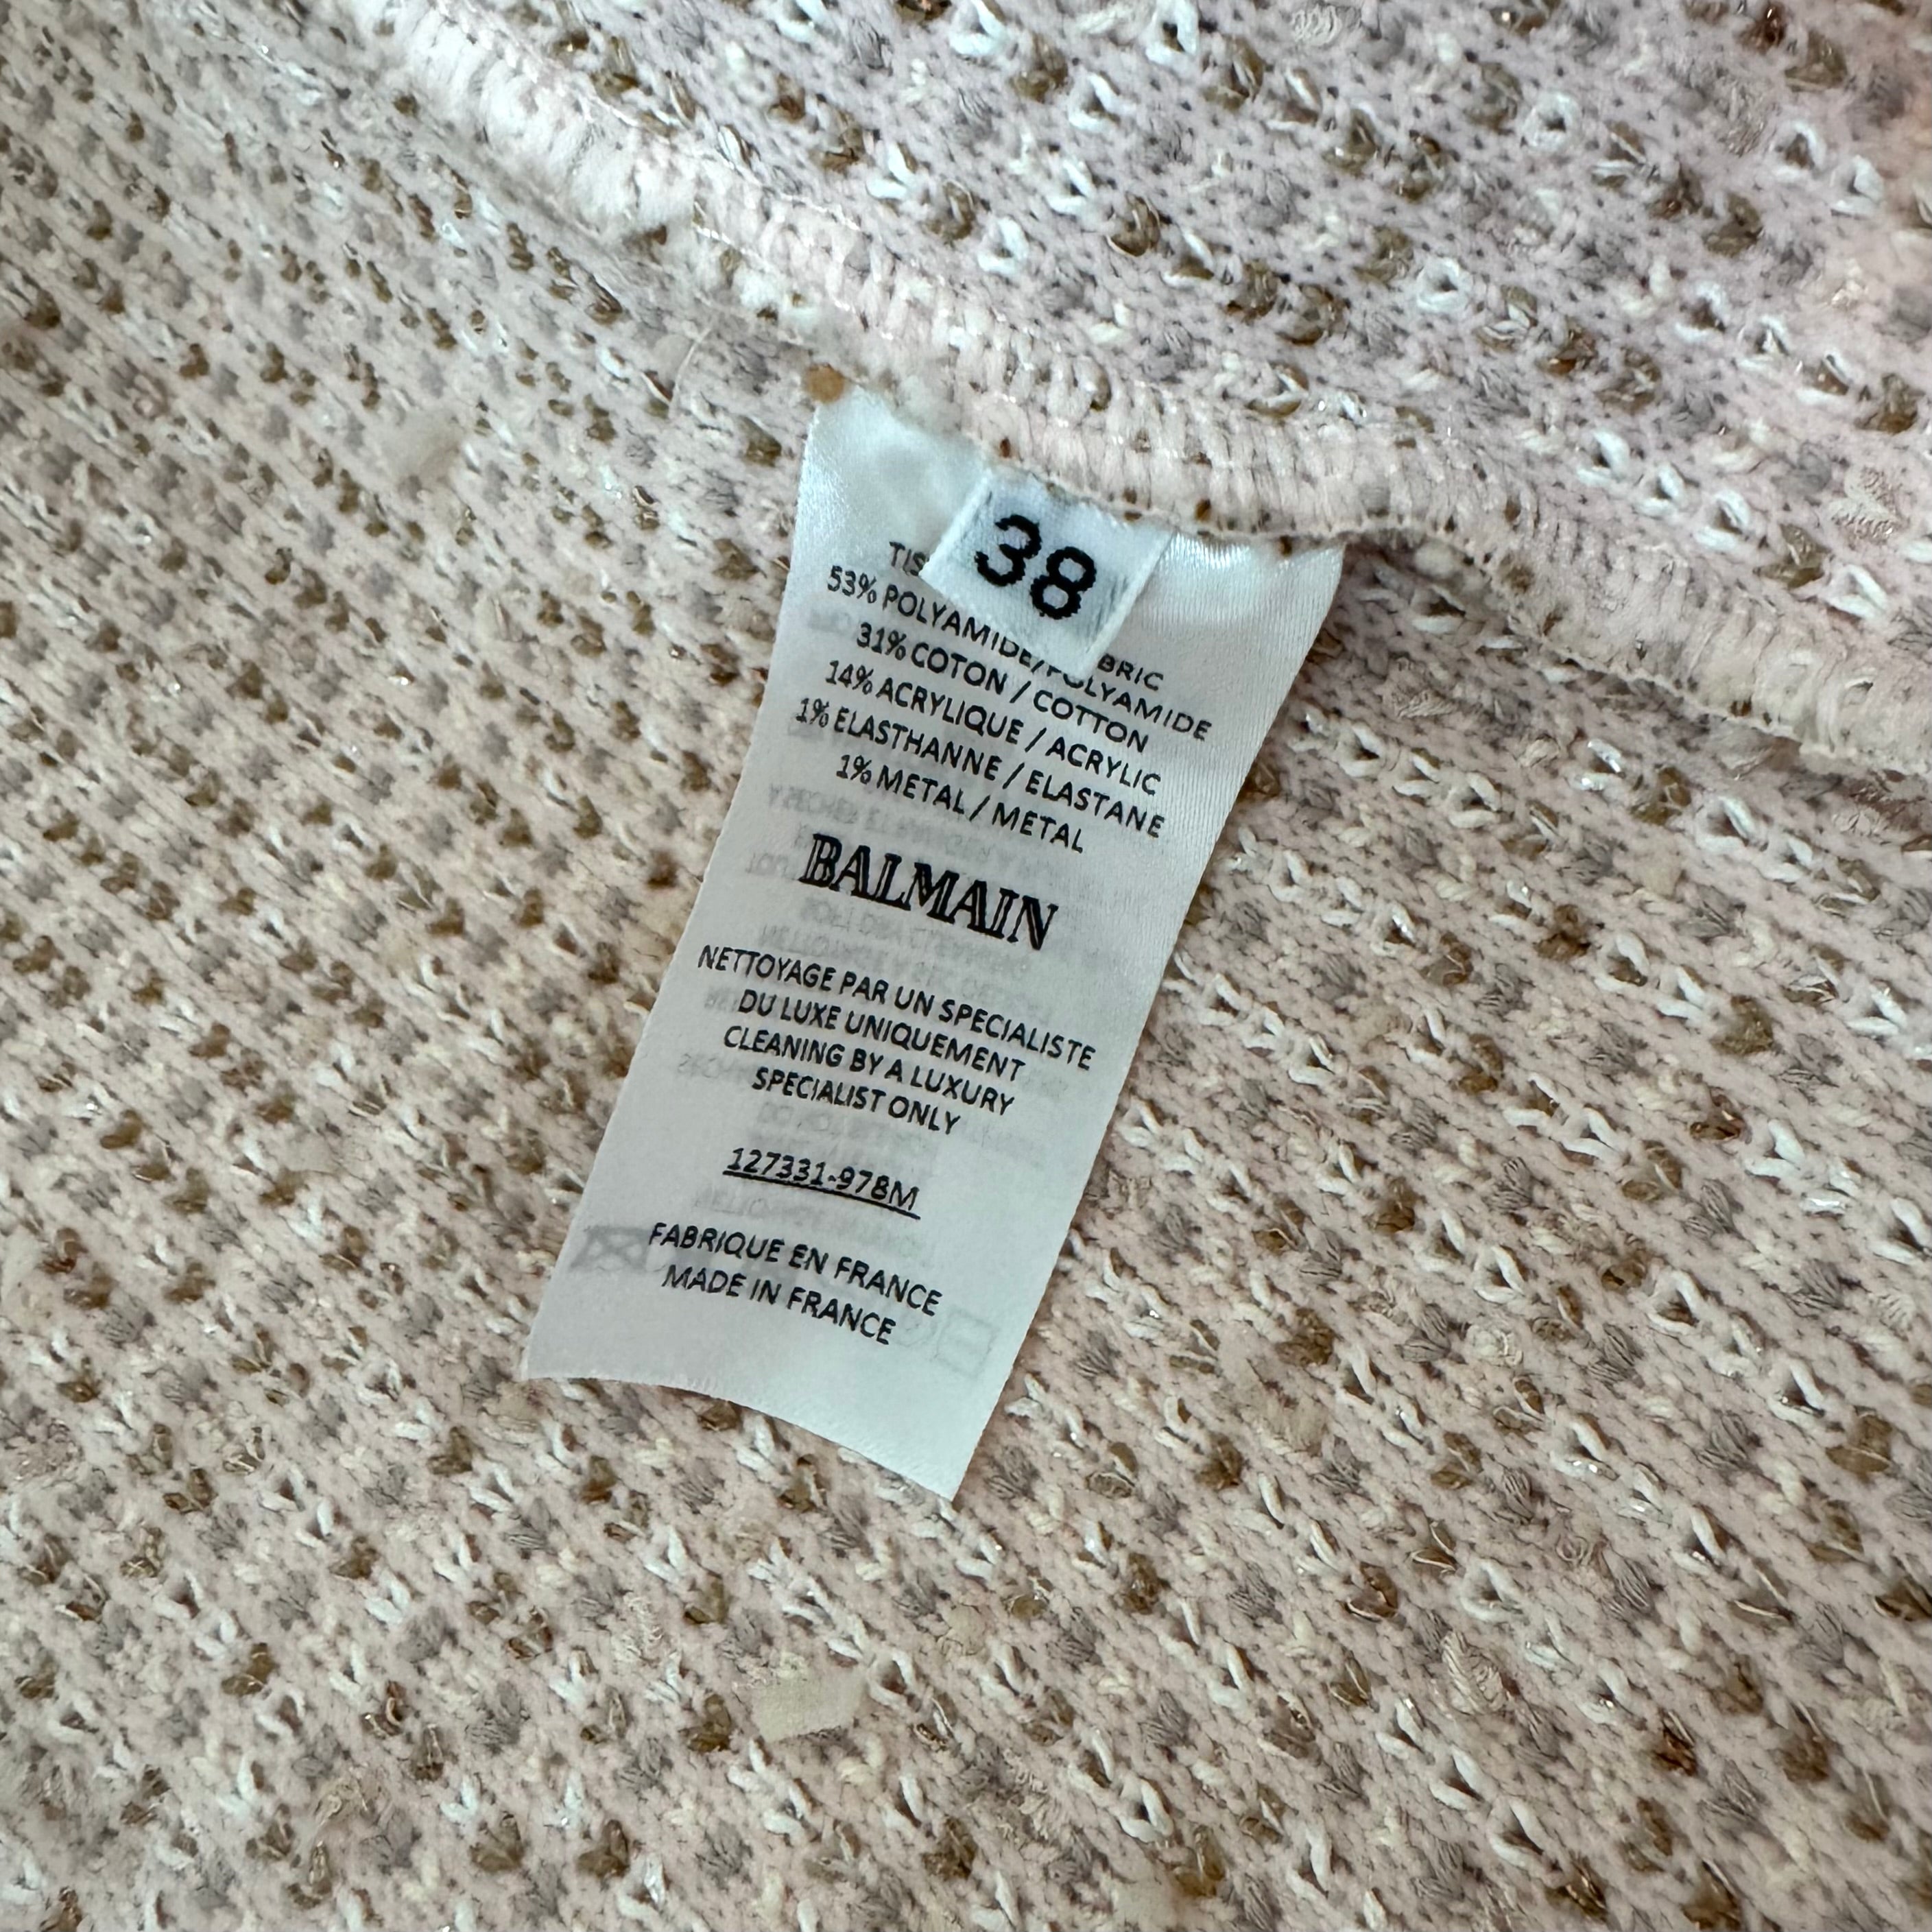 38
53% POLYAMIDE/POLYAMIDE
31% COTON / COTTON
14% ACRYLIQUE / ACRYLIC
1% ELASTHANNE / ELASTANE
1% METAL / METAL
BALMAIN
NETTOYAGE PAR UN SPECIALISTE
DU LUXE UNIQUEMENT
CLEANING BY A LUXURY
SPECIALIST ONLY
127331-978M
FABRIQUE EN FRANCE
MADE IN FRANCE